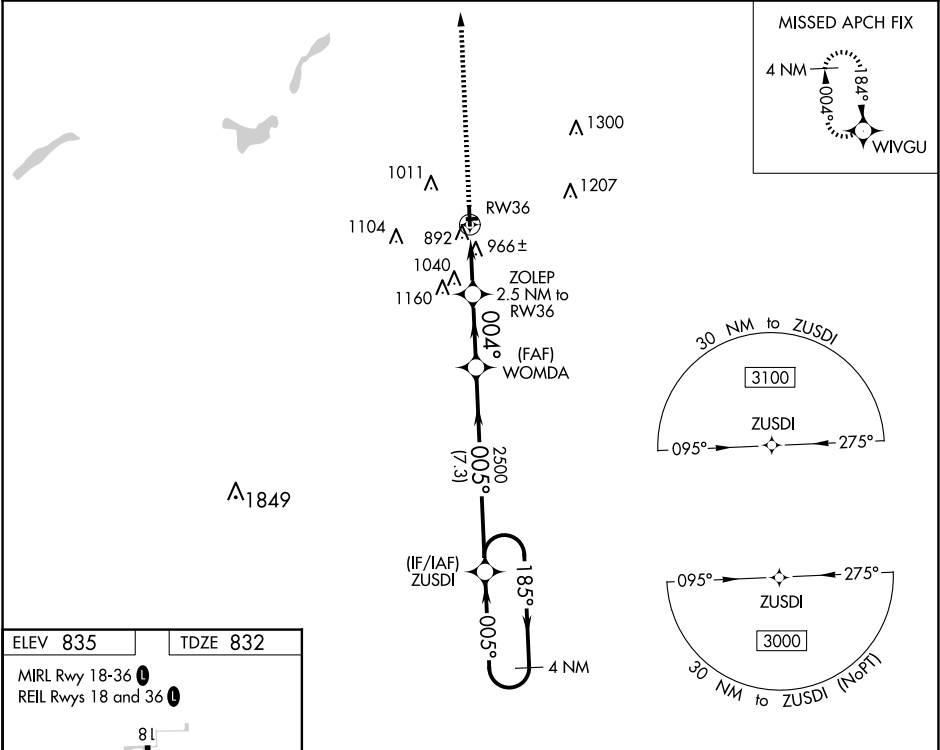 MISSED APCH FIX
4 NM
004°
184°
WIVGU
1300
1011
1207
RW36
1104
892
966±
1040
1160
ZOLEP
2.5 NM to
RW36
004°
(FAF)
WOMDA
30 NM to ZUSDI
3100
ZUSDI
095°
275°
2500
005°
(7.3)
1849
(IF/IAF)
ZUSDI
185°
005°
4 NM
095°
275°
ZUSDI
3000
30 NM to ZUSDI (NoPT)
ELEV 835
TDZE 832
MIRL Rwy 18-36 L
REIL Rwys 18 and 36 L
18